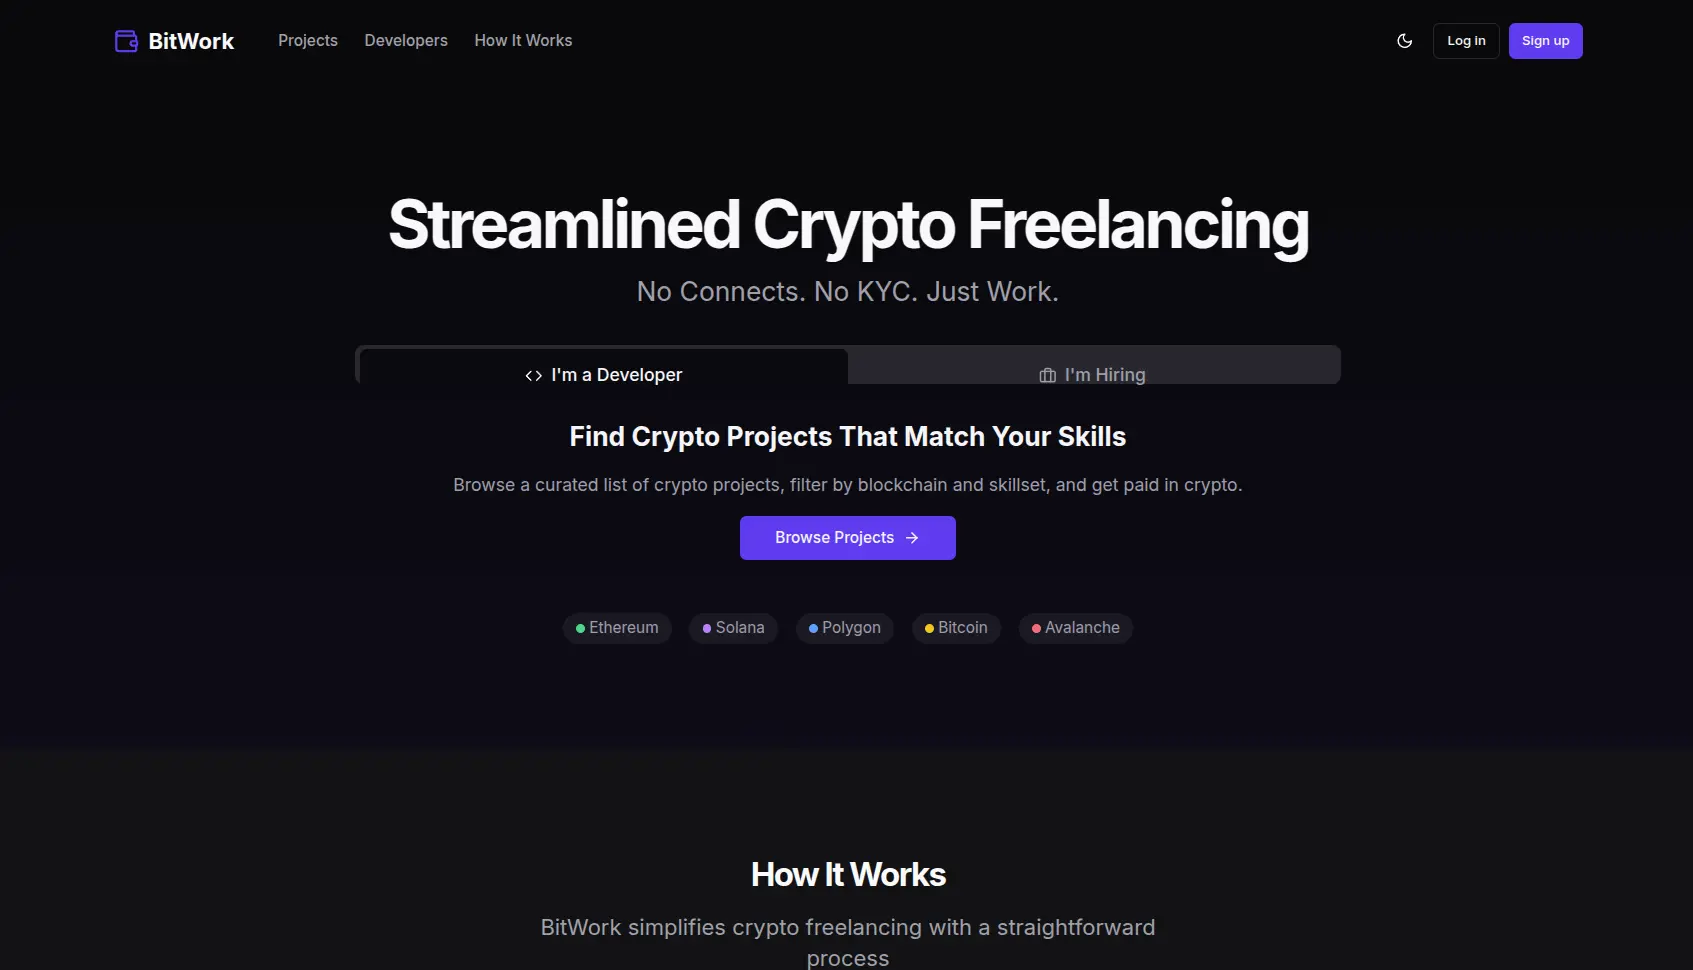 BitWork
Projects
Developers
How It Works
Log in
Sign up
Streamlined Crypto Freelancing
No Connects. No KYC. Just Work.
I'm a Developer
I'm Hiring
Find Crypto Projects That Match Your Skills
Browse a curated list of crypto projects, filter by blockchain and skillset, and get paid in crypto.
Browse Projects
Ethereum
Solana
Polygon
Bitcoin
Avalanche
How It Works
BitWork simplifies crypto freelancing with a straightforward
process